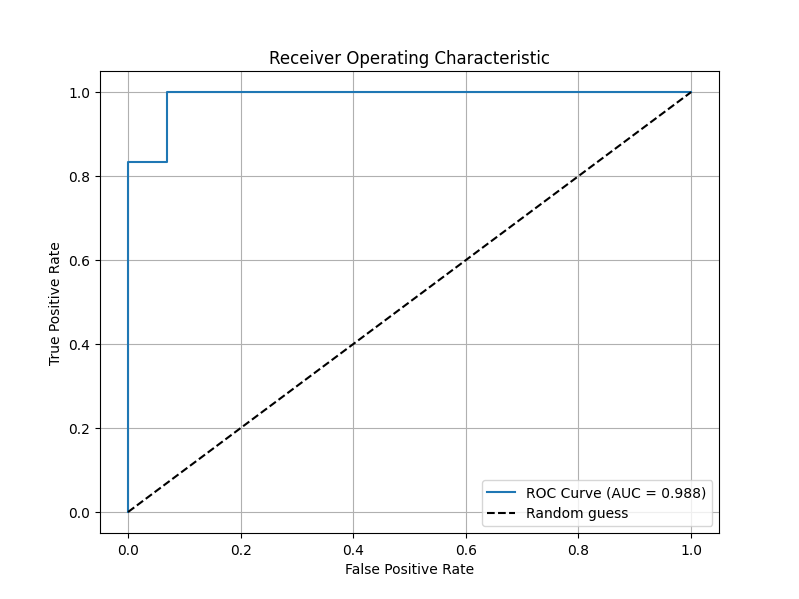 Receiver Operating Characteristic
True Positive Rate
1.0
0.8
0.6
0.4
0.2
0.0
ROC Curve (AUC = 0.988)
Random guess
0.0 0.2 0.4 0.6 0.8 1.0
False Positive Rate